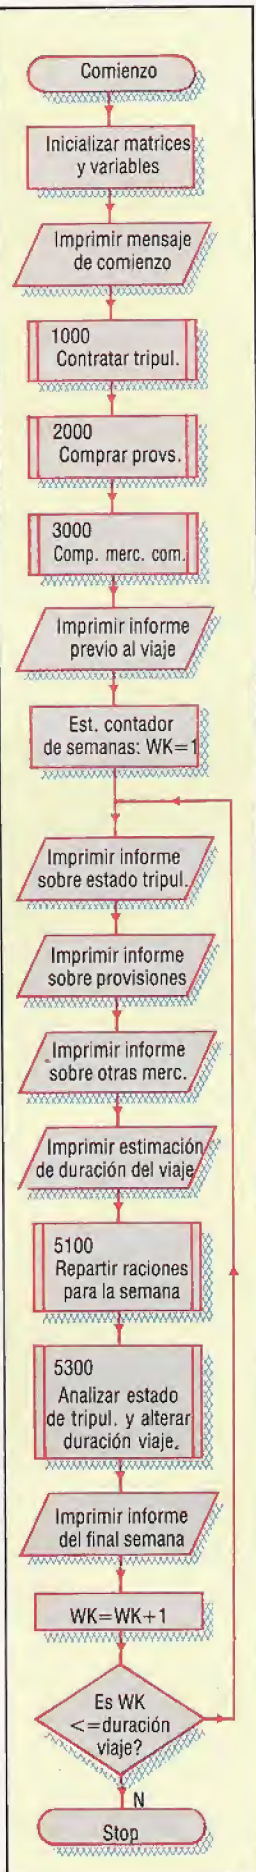 Comienzo
Inicializar matrices
y variables
Imprimir mensaje
de comienzo
1000
Contratar tripul.
2000
Comprar provs.
3000
Comp. merc. com.
Imprimir informe
previo al viaje
Est. contador
de semanas: WK=1
Imprimir informe
sobre estado tripul.
Imprimir informe
sobre provisiones
Imprimir informe
sobre otras merc.
Imprimir estimación
de duración del viaje
5100
Repartir raciones
para la semana
5300
Analizar estado
de tripul. y alterar
duración viaje.
Imprimir informe
del final semana
WK=WK+1
Es WK
<=duración
viaje?
N
Stop